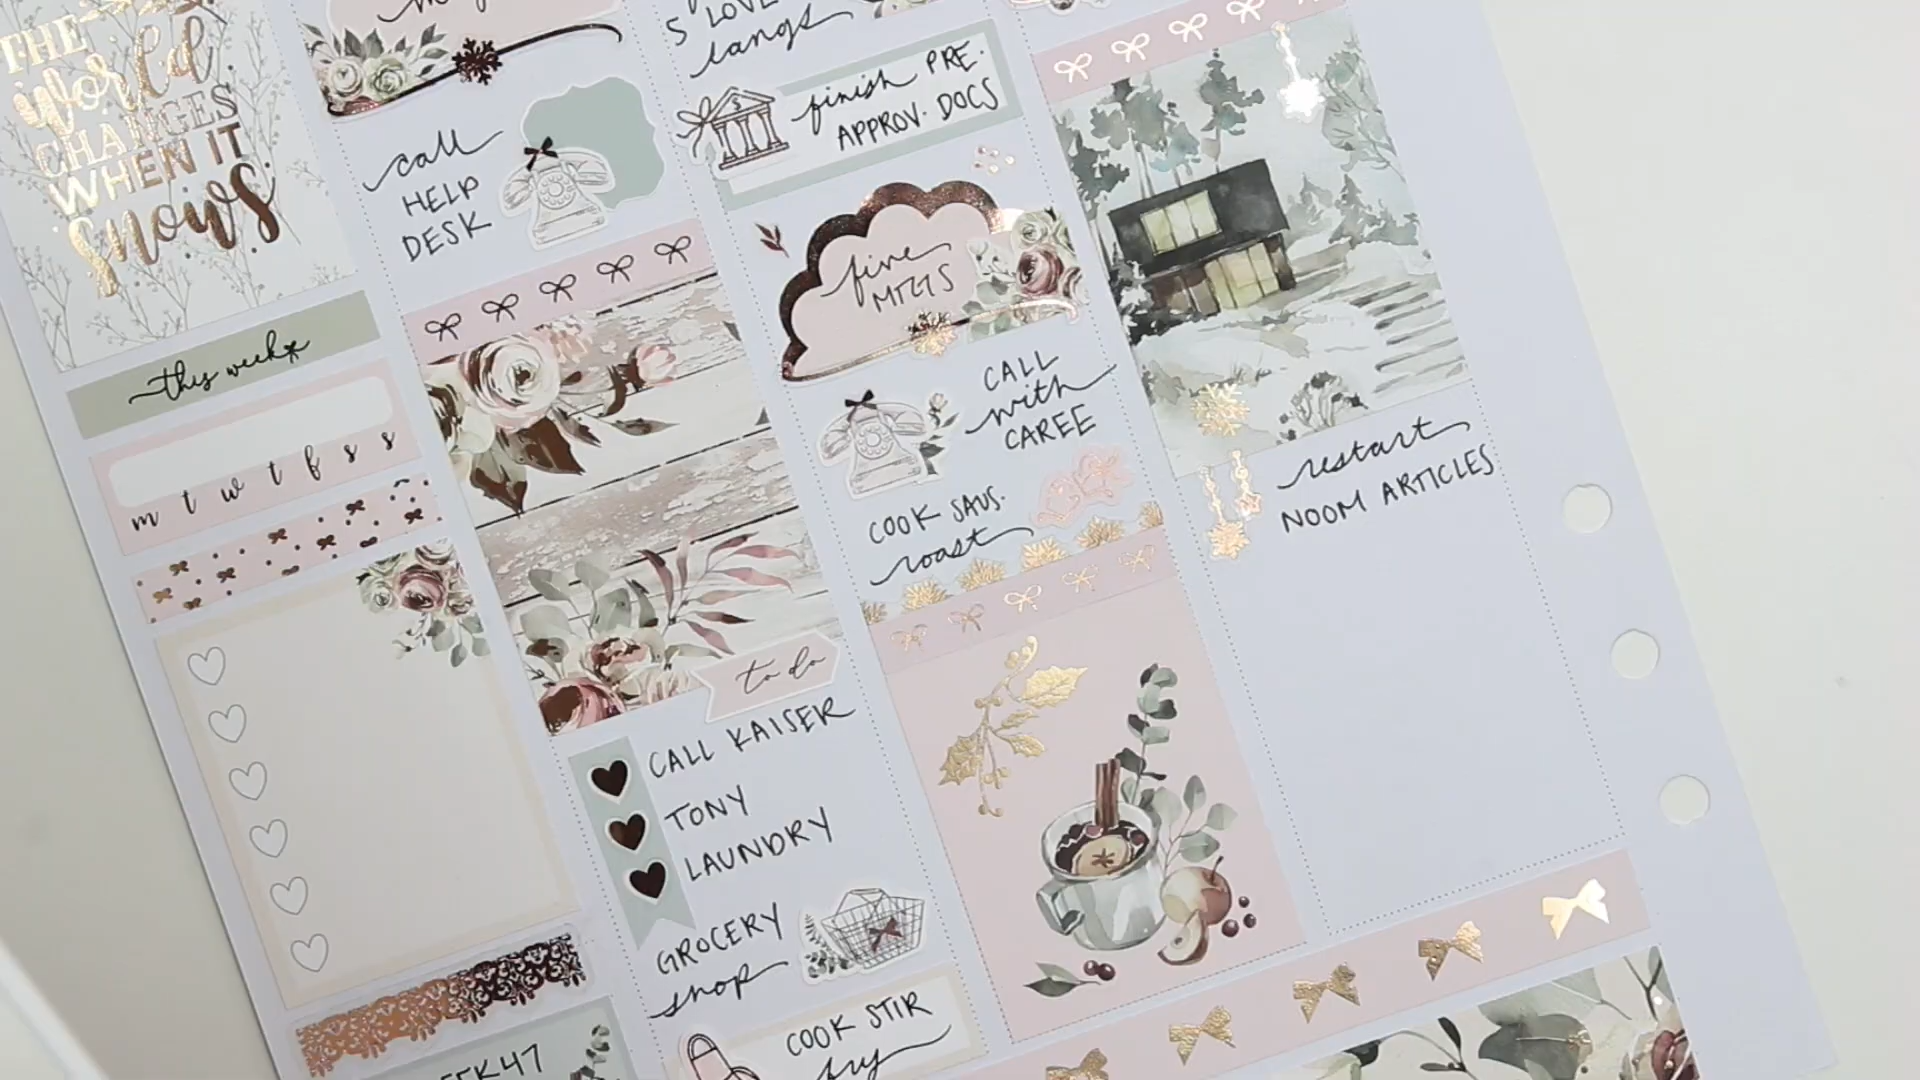 THE
world
CHANGES
WHEN IT
snows
this week
m t w t f s s
call
HELP
DESK
to do
CALL KAISER
TONY
LAUNDRY
GROCERY
shop
COOK STIR
fry
5 LOVE
langs
finish PRE.
APPROV. DOCS
$
five
MTGS
CALL
with
CAREE
COOK SAUS.
roast
restart
NOOM ARTICLES